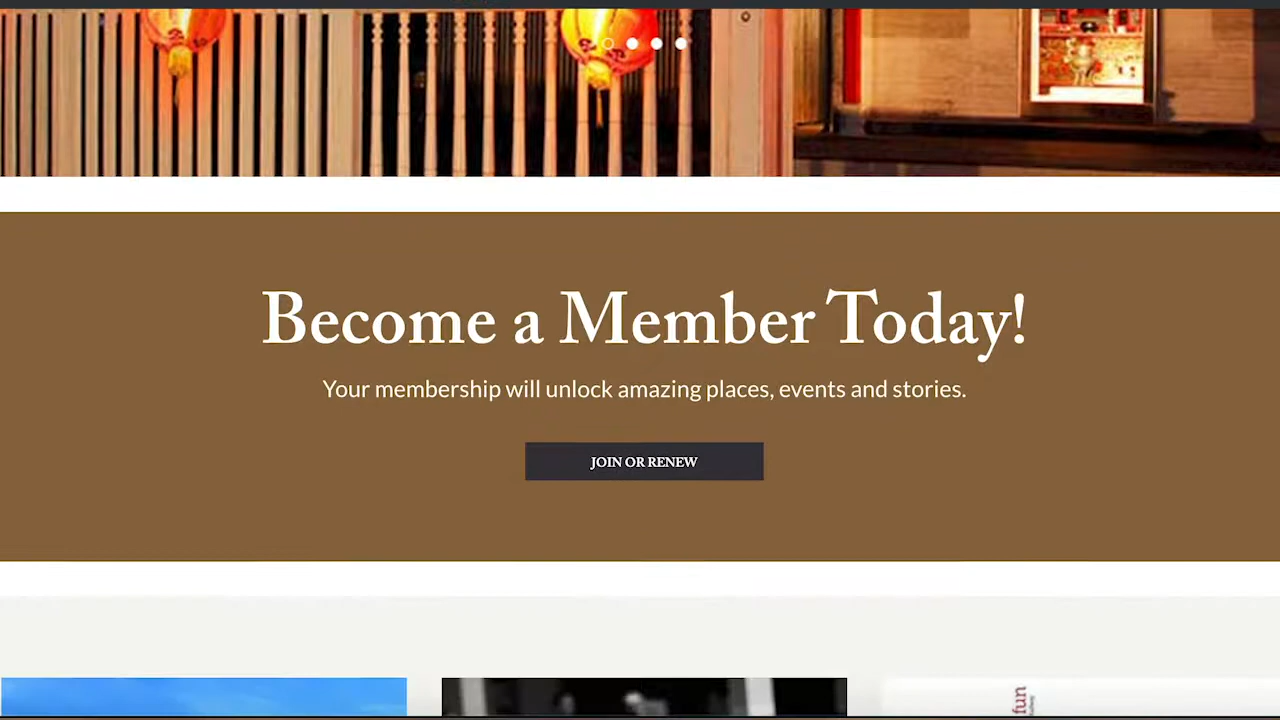 Become a Member Today!
Your membership will unlock amazing places, events and stories.
JOIN OR RENEW
fun